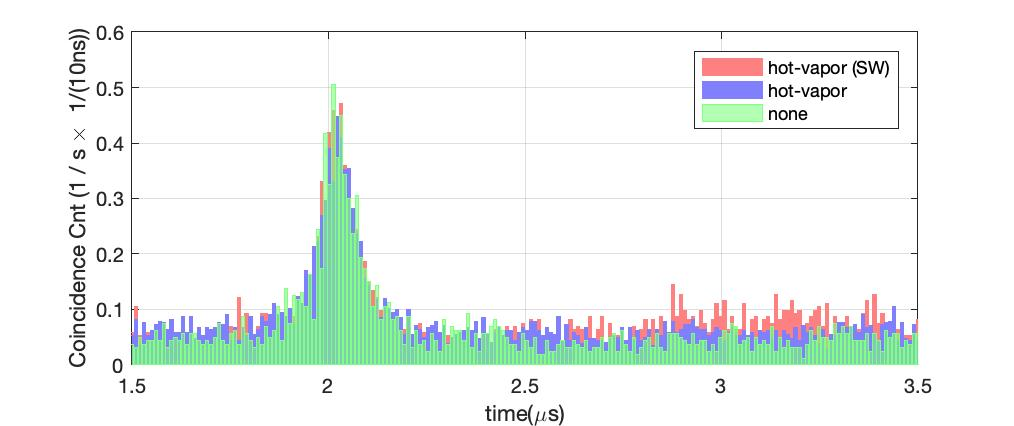 Coincidence Cnt (1 / s × 1/(10ns))
0.6
0.5
0.4
0.3
0.2
0.1
0
hot-vapor (SW)
hot-vapor
none
1.5 2 2.5 3 3.5
time(μs)